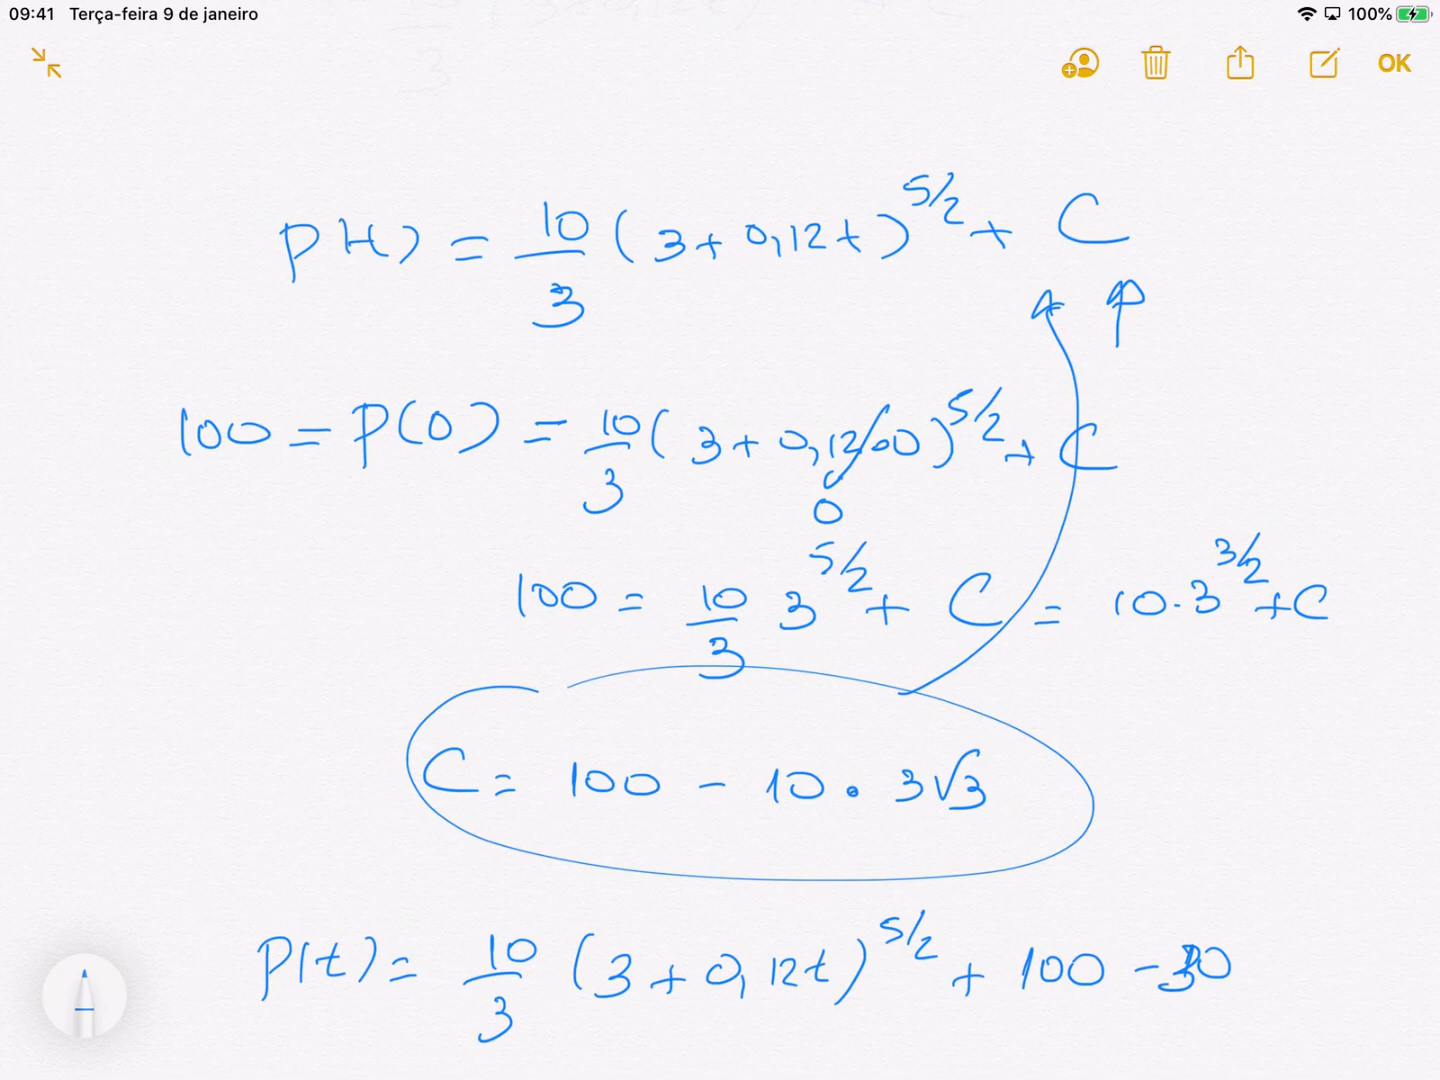 09:41 Terça-feira 9 de janeiro 100%
OK
P(t) = 10/3 (3 + 0,12t)^5/2 + C
100 = P(0) = 10/3 (3 + 0,12·0)^5/2 + C
0
100 = 10/3 3^5/2 + C = 10·3^3/2 + C
C = 100 - 10 · 3√3
P(t) = 10/3 (3 + 0,12t)^5/2 + 100 - 30